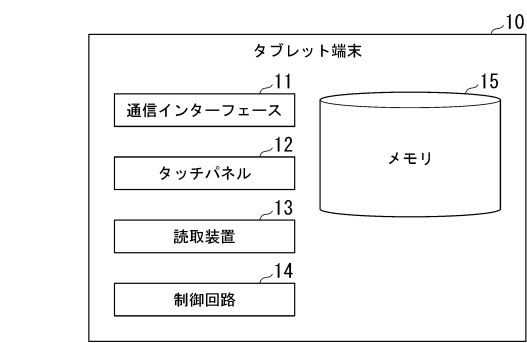 10
タブレット端末
11
通信インターフェース
15
メモリ
12
タッチパネル
13
読取装置
14
制御回路